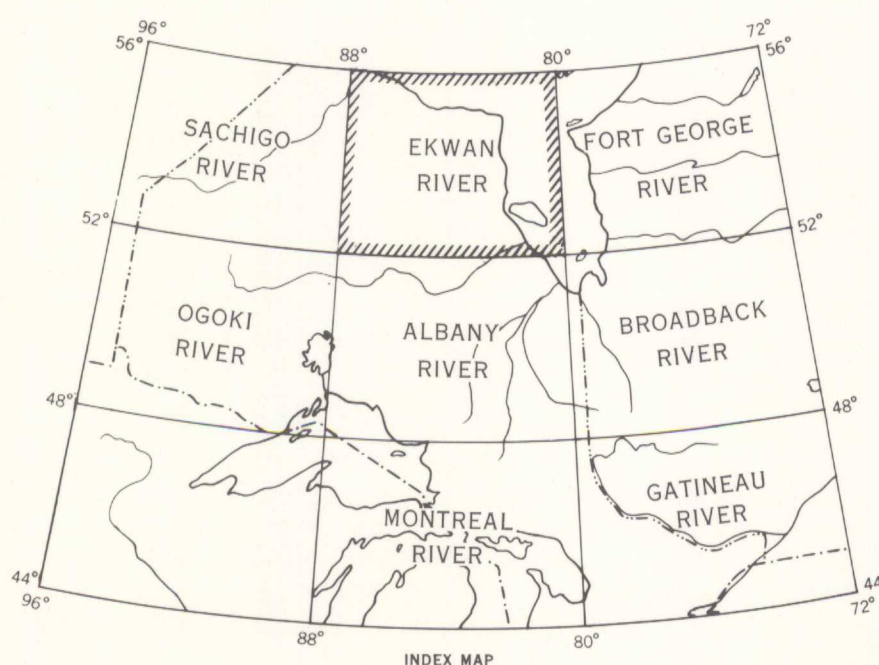 96°
56°
88°
80°
72°
56°
SACHIGO
RIVER
EKWAN
RIVER
FORT GEORGE
RIVER
52°
52°
OGOKI
RIVER
ALBANY
RIVER
BROADBACK
RIVER
48°
48°
MONTREAL
RIVER
GATINEAU
RIVER
44°
96°
88°
80°
44
72°
INDEX MAP